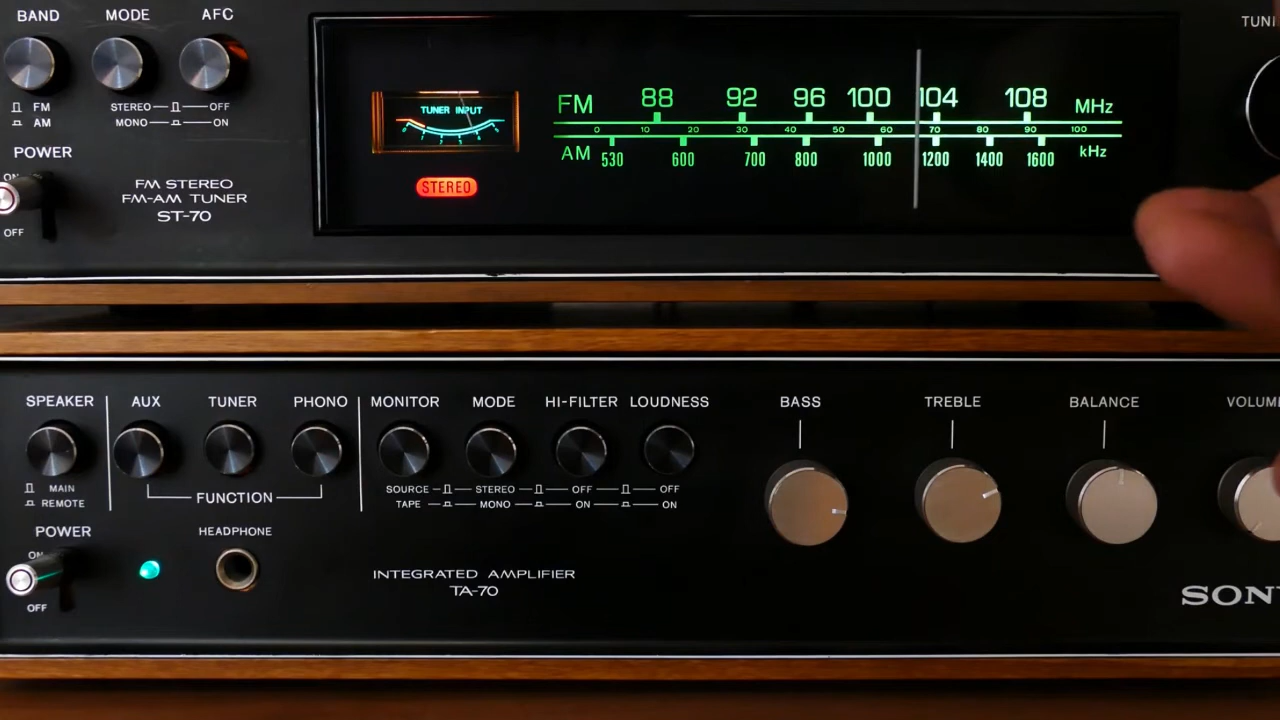 BAND MODE AFC
TUNI
FM STEREO OFF
AM MONO ON
POWER
ON
OFF
FM STEREO
FM-AM TUNER
ST-70
TUNER INPUT
STEREO
FM 88 92 96 100 104 108 MHz
0 10 20 30 40 50 60 70 80 90 100
AM 530 600 700 800 1000 1200 1400 1600 kHz
SPEAKER AUX TUNER PHONO MONITOR MODE HI-FILTER LOUDNESS BASS TREBLE BALANCE VOLUM
MAIN SOURCE STEREO OFF OFF
REMOTE FUNCTION TAPE MONO ON ON
POWER HEADPHONE
ON
OFF
INTEGRATED AMPLIFIER
TA-70
SONY